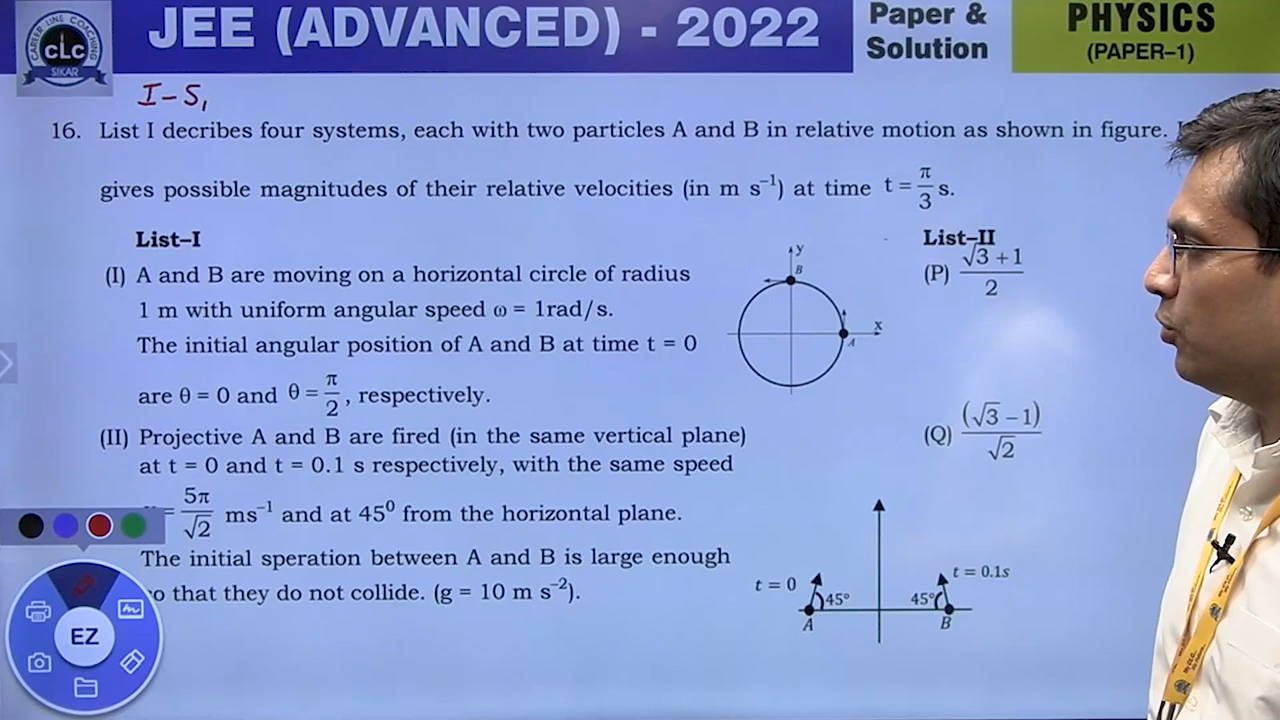 CAREER LINE COACHING
CLC
SIKAR
JEE (ADVANCED) - 2022
Paper &
Solution
PHYSICS
(PAPER–1)
I-S,
16. List I decribes four systems, each with two particles A and B in relative motion as shown in figure.
gives possible magnitudes of their relative velocities (in m s⁻¹) at time t = π/3 s.
List–I
List–II
(I) A and B are moving on a horizontal circle of radius
1 m with uniform angular speed ω = 1rad/s.
The initial angular position of A and B at time t = 0
are θ = 0 and θ = π/2, respectively.
y
B
x
A
(P) (√3 + 1)/2
(II) Projective A and B are fired (in the same vertical plane)
at t = 0 and t = 0.1 s respectively, with the same speed
= 5π/√2 ms⁻¹ and at 45⁰ from the horizontal plane.
The initial speration between A and B is large enough
so that they do not collide. (g = 10 m s⁻²).
(Q) (√3 – 1)/√2
t = 0
45°
A
45°
t = 0.1s
B
EZ